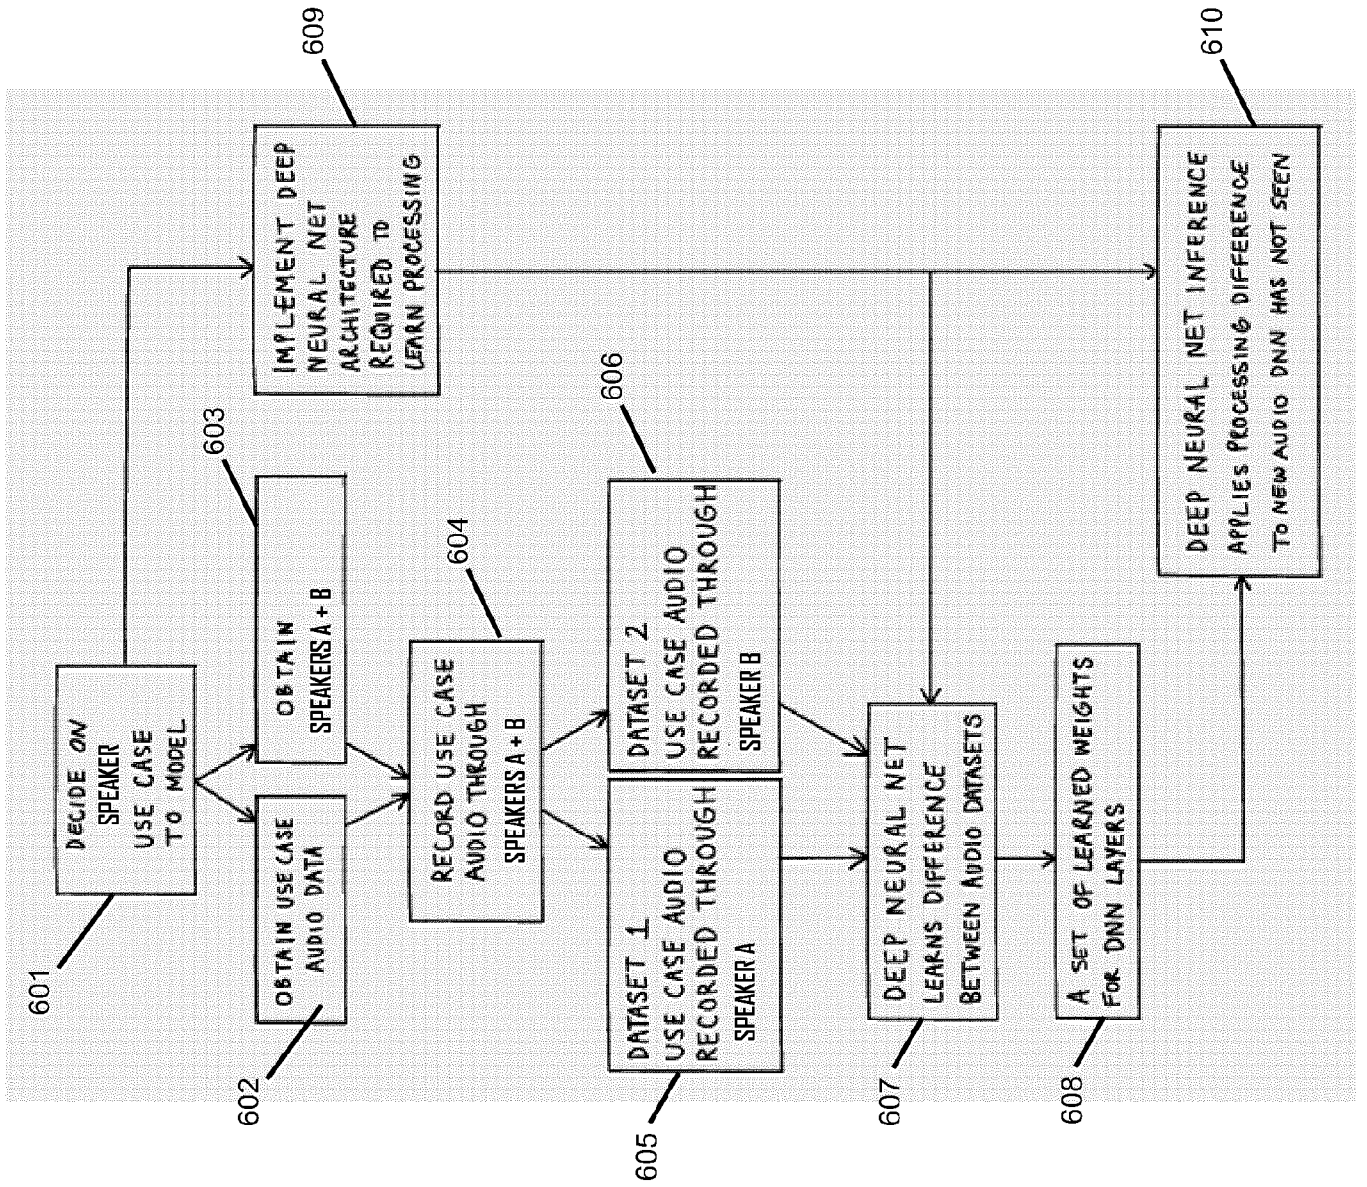 601
DECIDE ON
SPEAKER
USE CASE
TO MODEL
602
OBTAIN USE CASE
AUDIO DATA
603
OBTAIN
SPEAKERS A + B
609
IMPLEMENT DEEP
NEURAL NET
ARCHITECTURE
REQUIRED TO
LEARN PROCESSING
604
RECORD USE CASE
AUDIO THROUGH
SPEAKERS A + B
605
DATASET 1
USE CASE AUDIO
RECORDED THROUGH
SPEAKER A
606
DATASET 2
USE CASE AUDIO
RECORDED THROUGH
SPEAKER B
607
DEEP NEURAL NET
LEARNS DIFFERENCE
BETWEEN AUDIO DATASETS
608
A SET OF LEARNED WEIGHTS
FOR DNN LAYERS
610
DEEP NEURAL NET INFERENCE
APPLIES PROCESSING DIFFERENCE
TO NEW AUDIO DNN HAS NOT SEEN